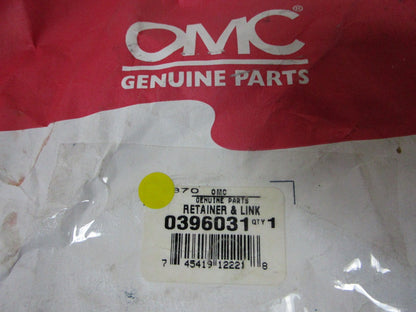 OMC®
GENUINE PARTS
370 OMC
GENUINE PARTS
RETAINER & LINK
0396031 QTY 1
7 45419 12221 8